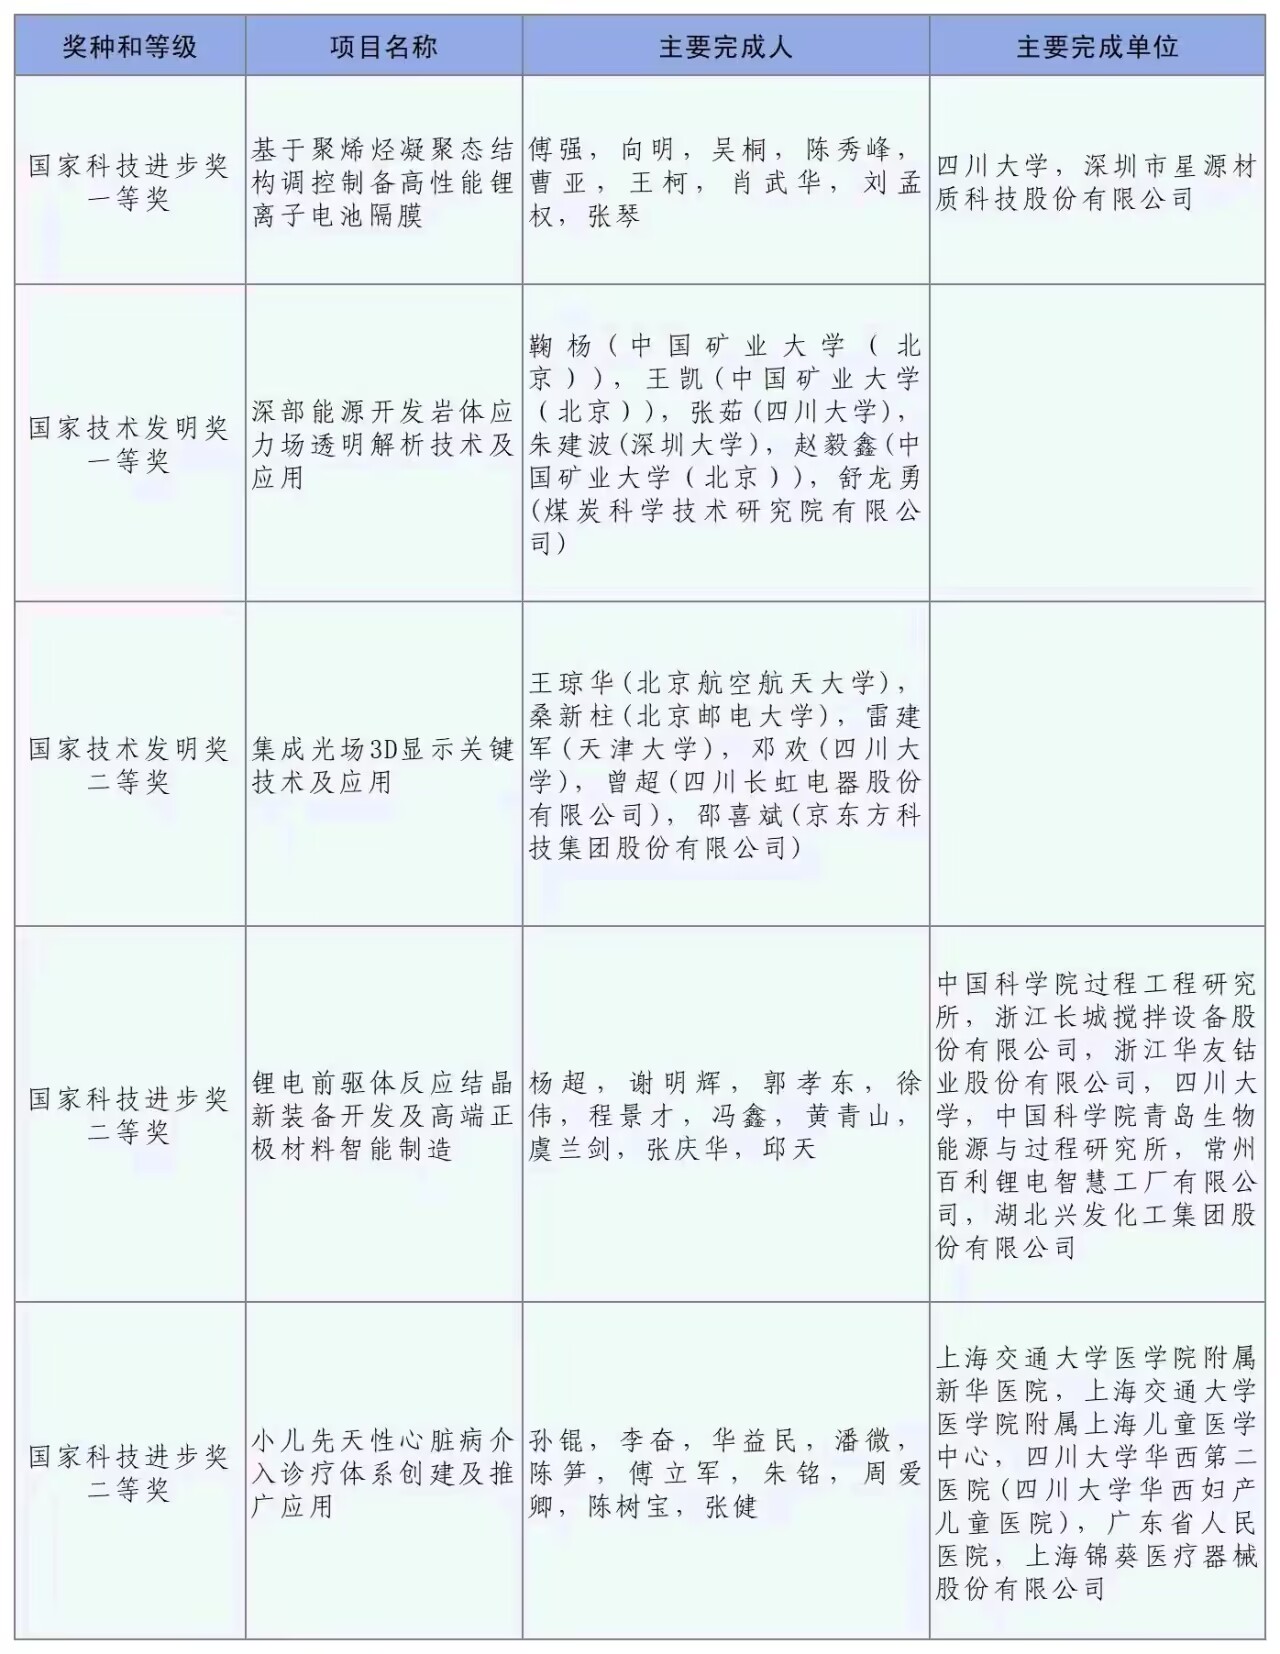 奖种和等级
项目名称
主要完成人
主要完成单位
国家科技进步奖
一等奖
基于聚烯烃凝聚态结
构调控制备高性能锂
离子电池隔膜
傅强，向明，吴桐，陈秀峰，
曹亚，王柯，肖武华，刘孟
权，张琴
四川大学，深圳市星源材
质科技股份有限公司
国家技术发明奖
一等奖
深部能源开发岩体应
力场透明解析技术及
应用
鞠杨(中国矿业大学（北
京）)，王凯(中国矿业大学
（北京）)，张茹(四川大学)，
朱建波(深圳大学)，赵毅鑫(中
国矿业大学（北京）)，舒龙勇
(煤炭科学技术研究院有限公
司)
国家技术发明奖
二等奖
集成光场3D显示关键
技术及应用
王琼华(北京航空航天大学)，
桑新柱(北京邮电大学)，雷建
军(天津大学)，邓欢(四川大
学)，曾超(四川长虹电器股份
有限公司)，邵喜斌(京东方科
技集团股份有限公司)
国家科技进步奖
二等奖
锂电前驱体反应结晶
新装备开发及高端正
极材料智能制造
杨超，谢明辉，郭孝东，徐
伟，程景才，冯鑫，黄青山，
虞兰剑，张庆华，邱天
中国科学院过程工程研究
所，浙江长城搅拌设备股
份有限公司，浙江华友钴
业股份有限公司，四川大
学，中国科学院青岛生物
能源与过程研究所，常州
百利锂电智慧工厂有限公
司，湖北兴发化工集团股
份有限公司
国家科技进步奖
二等奖
小儿先天性心脏病介
入诊疗体系创建及推
广应用
孙锟，李奋，华益民，潘微，
陈笋，傅立军，朱铭，周爱
卿，陈树宝，张健
上海交通大学医学院附属
新华医院，上海交通大学
医学院附属上海儿童医学
中心，四川大学华西第二
医院(四川大学华西妇产
儿童医院)，广东省人民
医院，上海锦葵医疗器械
股份有限公司